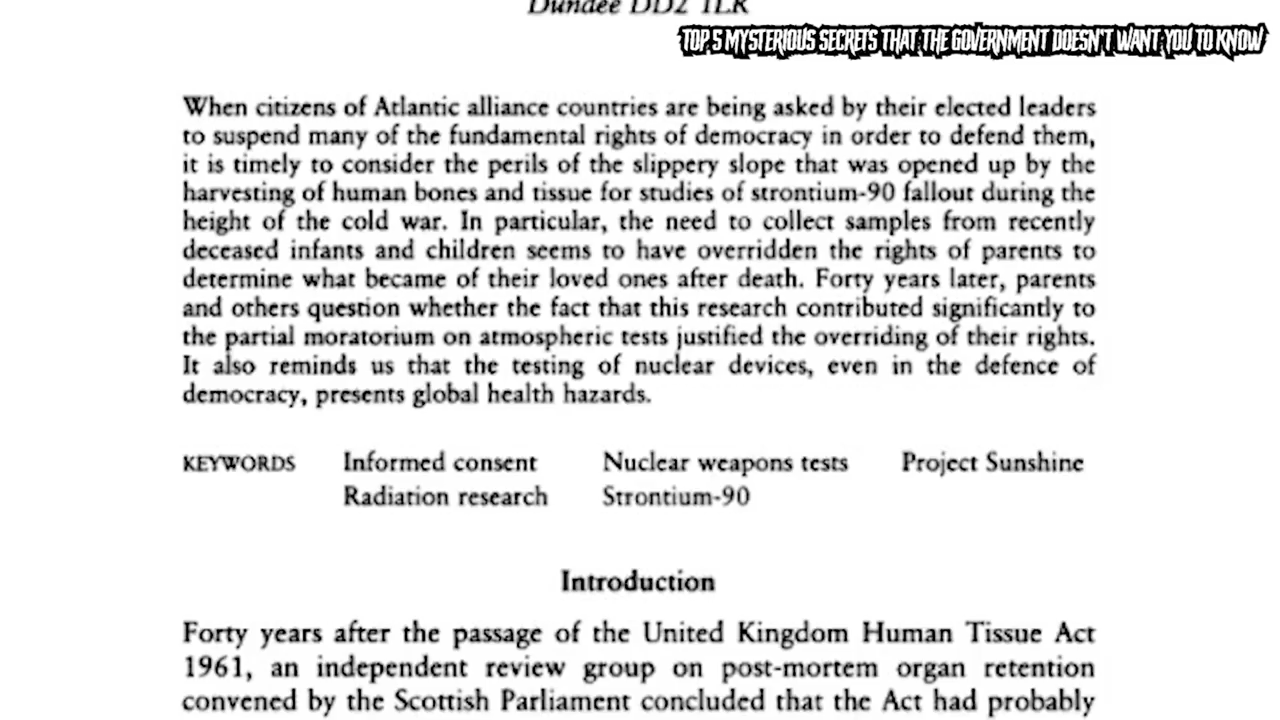 Dundee DD2 1LR
TOP 5 MYSTERIOUS SECRETS THAT THE GOVERNMENT DOESN'T WANT YOU TO KNOW
When citizens of Atlantic alliance countries are being asked by their elected leaders
to suspend many of the fundamental rights of democracy in order to defend them,
it is timely to consider the perils of the slippery slope that was opened up by the
harvesting of human bones and tissue for studies of strontium-90 fallout during the
height of the cold war. In particular, the need to collect samples from recently
deceased infants and children seems to have overridden the rights of parents to
determine what became of their loved ones after death. Forty years later, parents
and others question whether the fact that this research contributed significantly to
the partial moratorium on atmospheric tests justified the overriding of their rights.
It also reminds us that the testing of nuclear devices, even in the defence of
democracy, presents global health hazards.
KEYWORDS Informed consent Nuclear weapons tests Project Sunshine
Radiation research Strontium-90
Introduction
Forty years after the passage of the United Kingdom Human Tissue Act
1961, an independent review group on post-mortem organ retention
convened by the Scottish Parliament concluded that the Act had probably